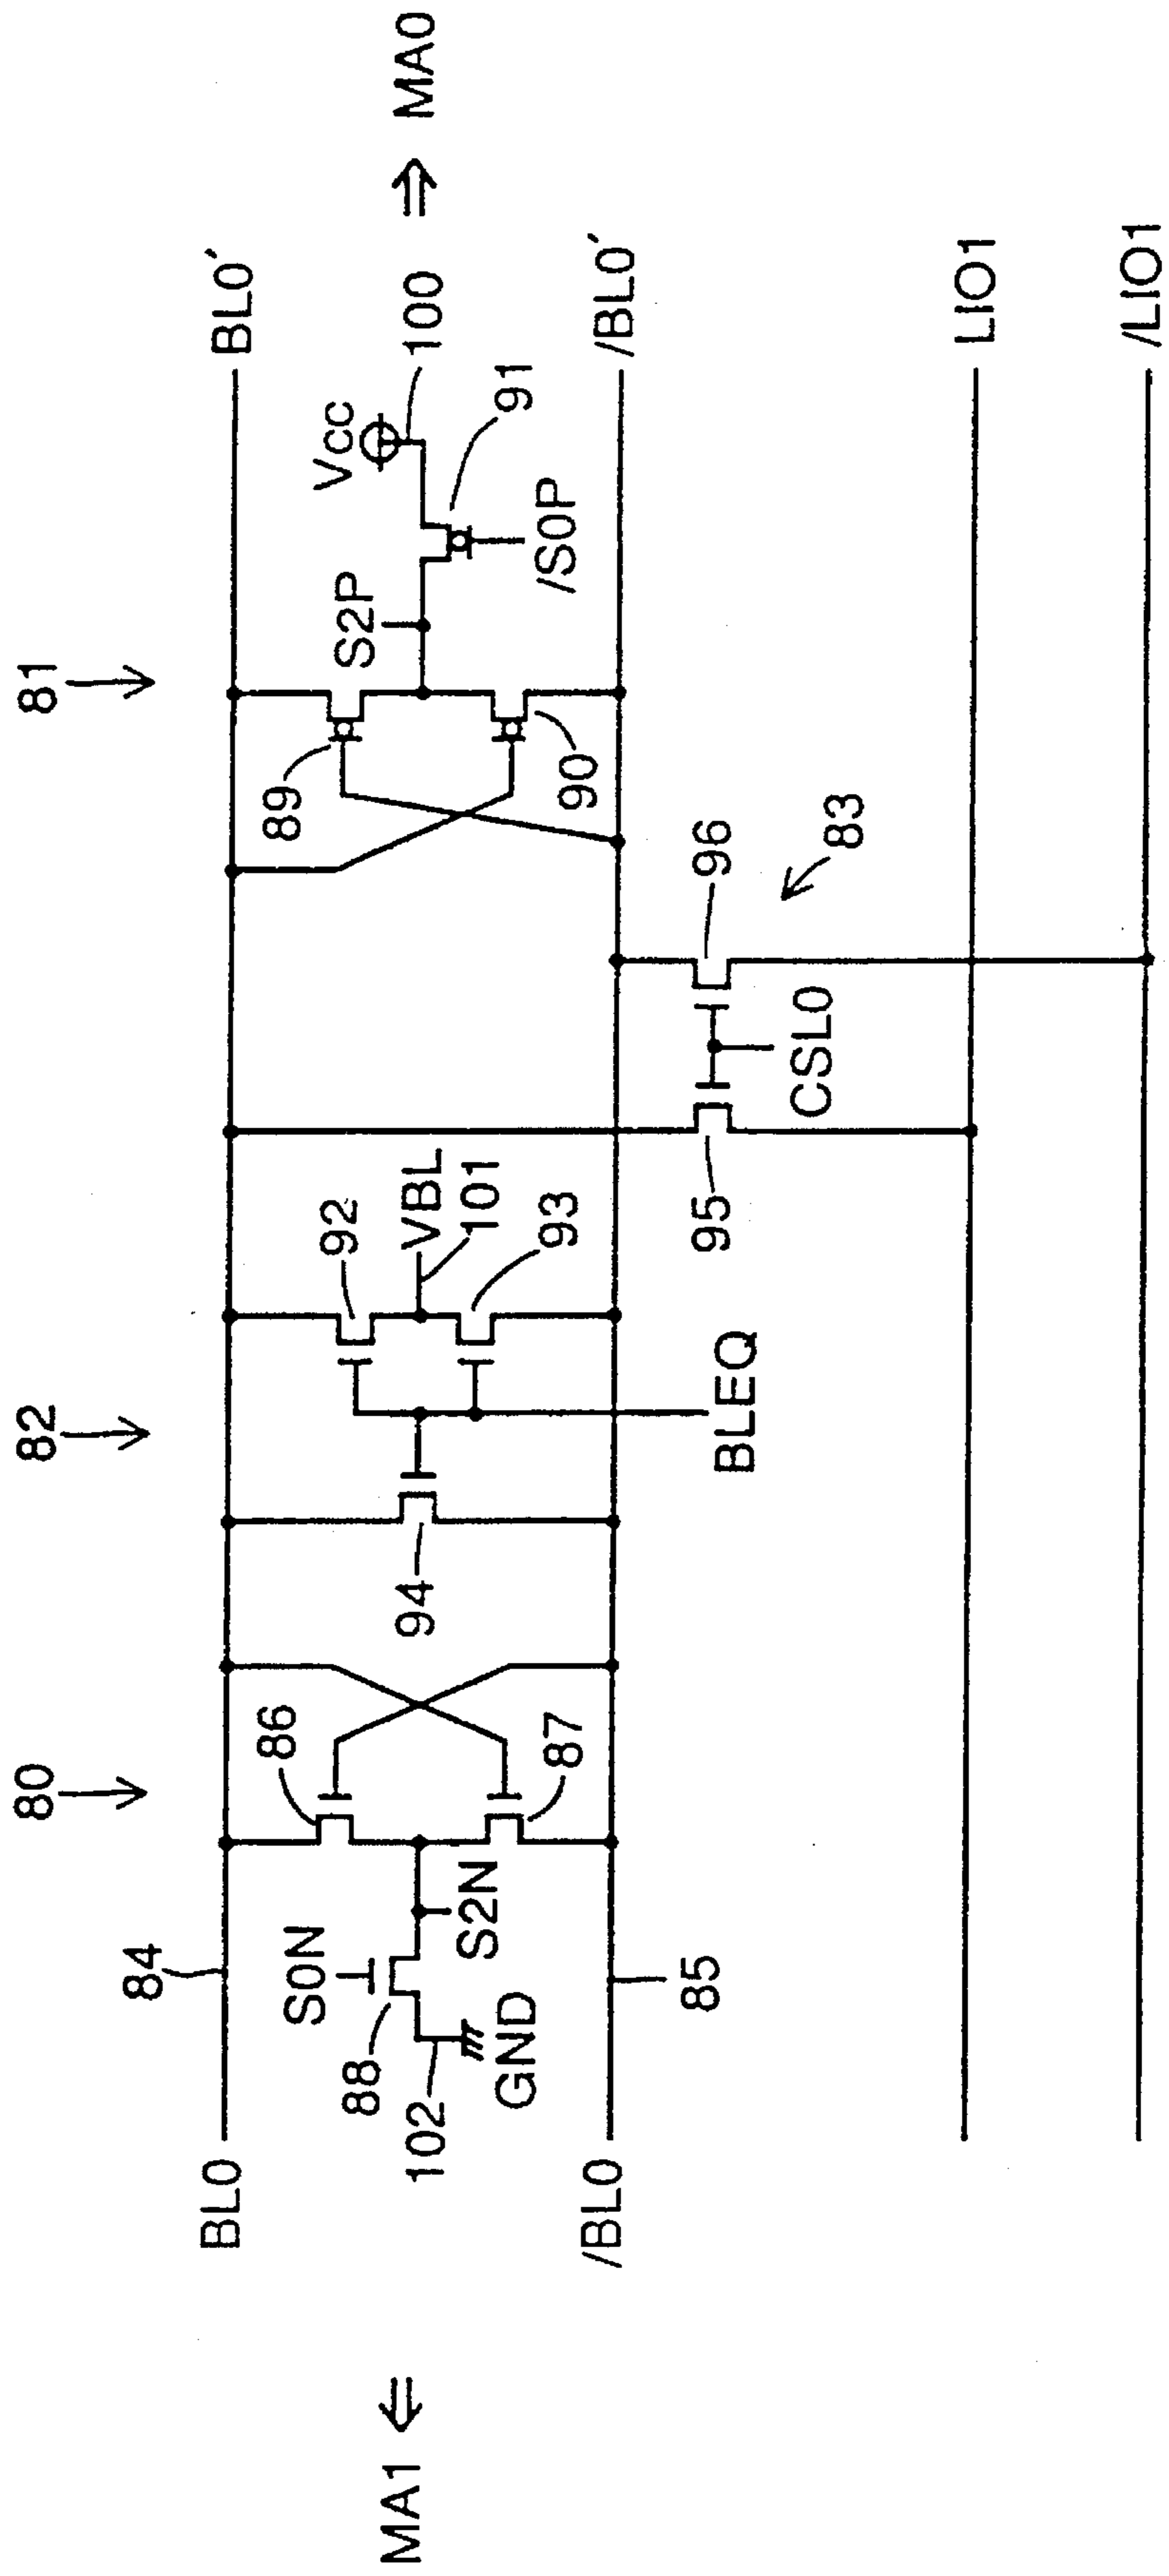 80
82
81
84
BL0
BL0´
86
92
89
S0N
S2P
Vcc
88
94
VBL
101
100
102
GND
S2N
87
93
90
/S0P
91
MA1
MA0
/BL0
85
/BL0´
BLEQ
95
CSL0
96
83
LIO1
/LIO1